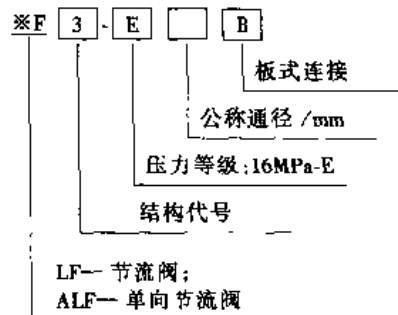 ※F 3 - E B
板式连接
公称通径/mm
压力等级:16MPa-E
结构代号
LF— 节流阀;
ALF— 单向节流阀